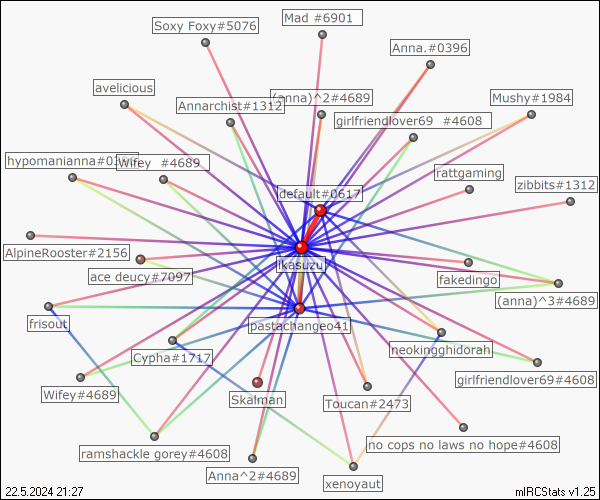 Mad #6901
Soxy Foxy#5076
Anna.#0396
avelicious
(anna)^2#4689
Mushy#1984
Annarchist#1312
girlfriendlover69 #4608
hypomanianna#0
Wifey #4689
rattgaming
zibbits#1312
default#0617
AlpineRooster#2156
ikasuzu
ace deucy#7097
fakedingo
(anna)^3#4689
frisout
pastachangeo41
neokingghidorah
Cypha#1717
girlfriendlover69#4608
Wifey#4689
Skalman
Toucan#2473
no cops no laws no hope#4608
ramshackle gorey#4608
Anna^2#4689
xenoyaut
22.5.2024 21:27
mIRCStats v1.25